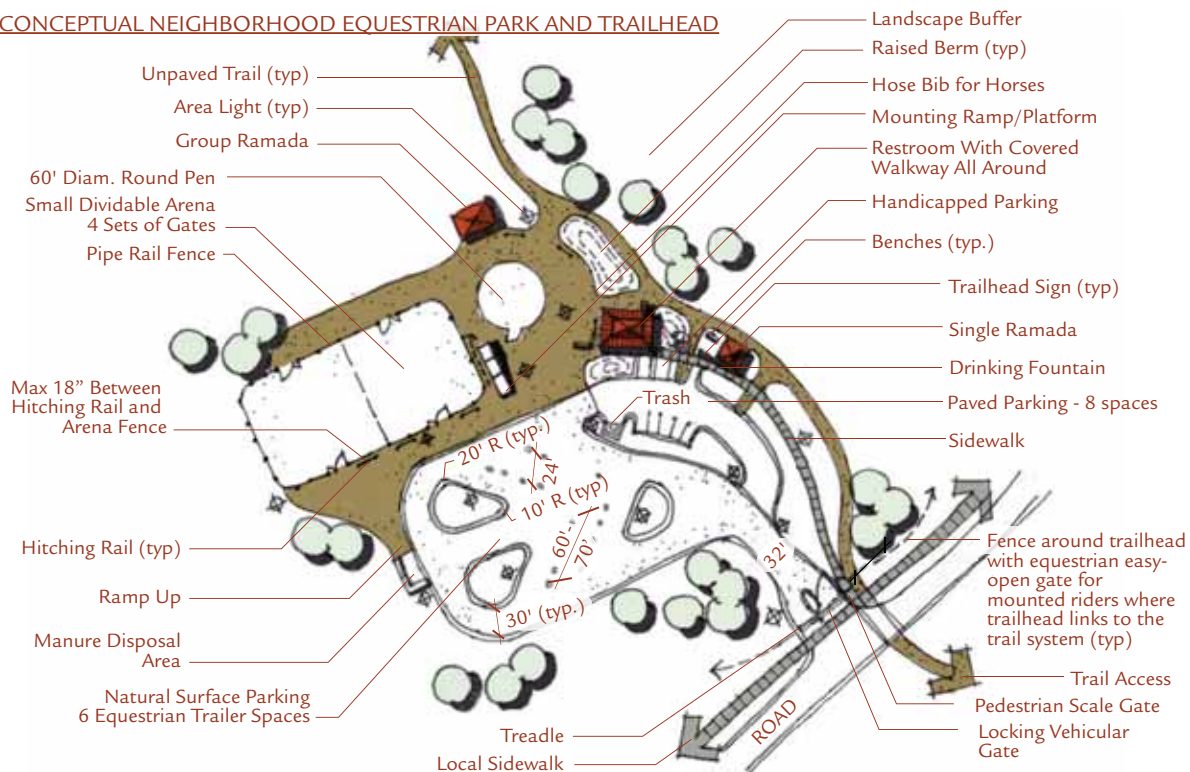 CONCEPTUAL NEIGHBORHOOD EQUESTRIAN PARK AND TRAILHEAD
Unpaved Trail (typ)
Area Light (typ)
Group Ramada
60' Diam. Round Pen
Small Dividable Arena
4 Sets of Gates
Pipe Rail Fence
Max 18” Between
Hitching Rail and
Arena Fence
Hitching Rail (typ)
Ramp Up
Manure Disposal
Area
Natural Surface Parking
6 Equestrian Trailer Spaces
Treadle
Local Sidewalk
20' R (typ.)
24'
10' R (typ)
60'-
70'
30' (typ.)
32'
Trash
ROAD
Landscape Buffer
Raised Berm (typ)
Hose Bib for Horses
Mounting Ramp/Platform
Restroom With Covered
Walkway All Around
Handicapped Parking
Benches (typ.)
Trailhead Sign (typ)
Single Ramada
Drinking Fountain
Paved Parking - 8 spaces
Sidewalk
Fence around trailhead
with equestrian easy-
open gate for
mounted riders where
trailhead links to the
trail system (typ)
Trail Access
Pedestrian Scale Gate
Locking Vehicular
Gate